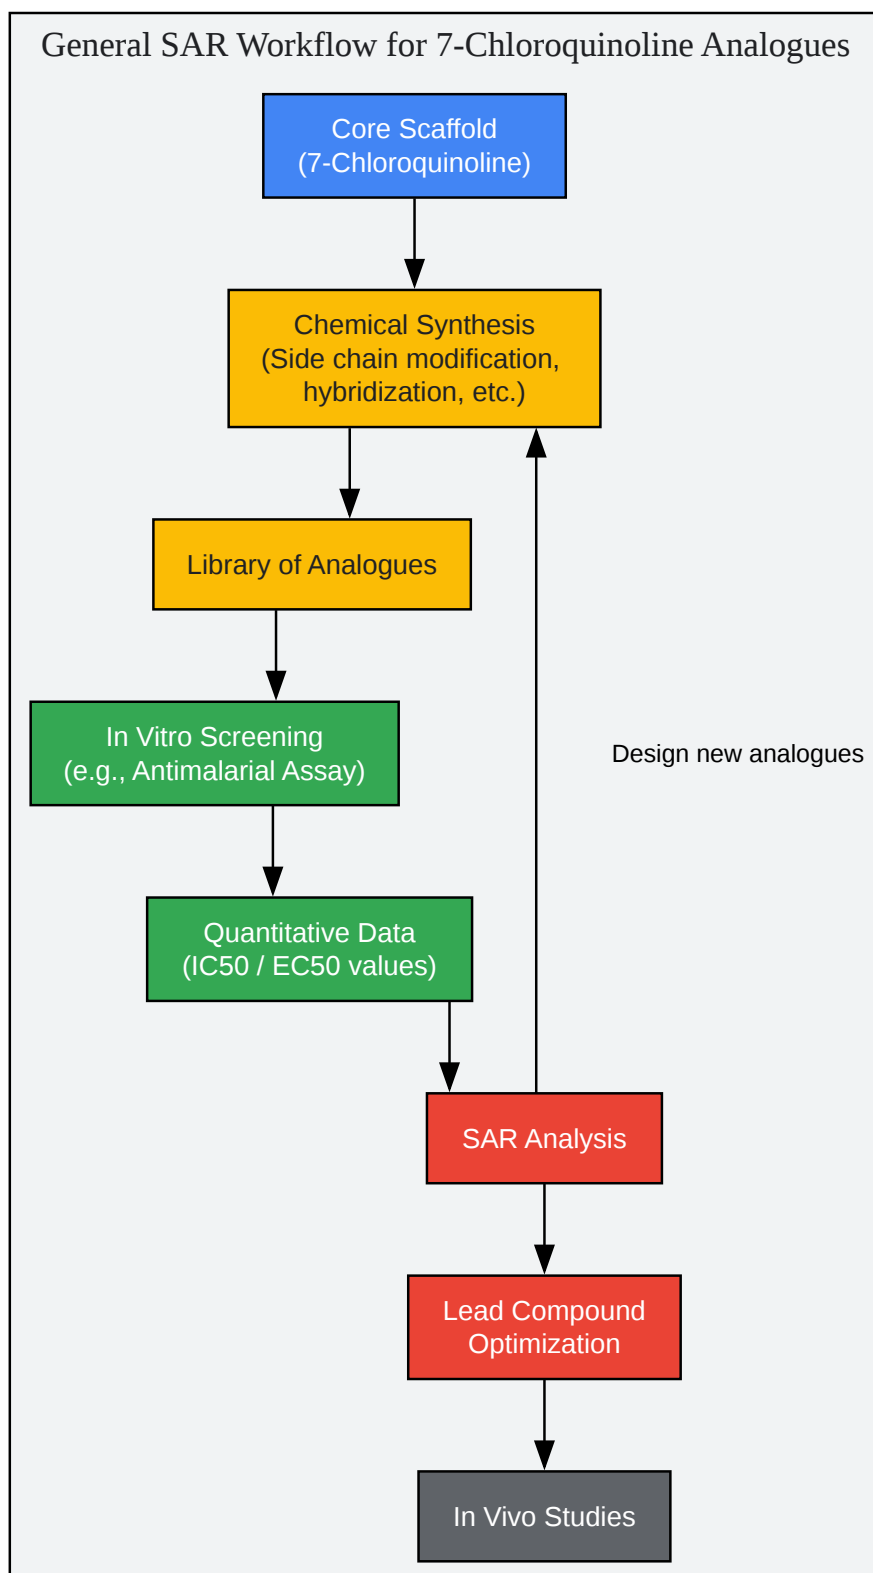 General SAR Workflow for 7-Chloroquinoline Analogues
Core Scaffold
(7-Chloroquinoline)
Chemical Synthesis
(Side chain modification,
hybridization, etc.)
Library of Analogues
In Vitro Screening
(e.g., Antimalarial Assay)
Design new analogues
Quantitative Data
(IC50 / EC50 values)
SAR Analysis
Lead Compound
Optimization
In Vivo Studies